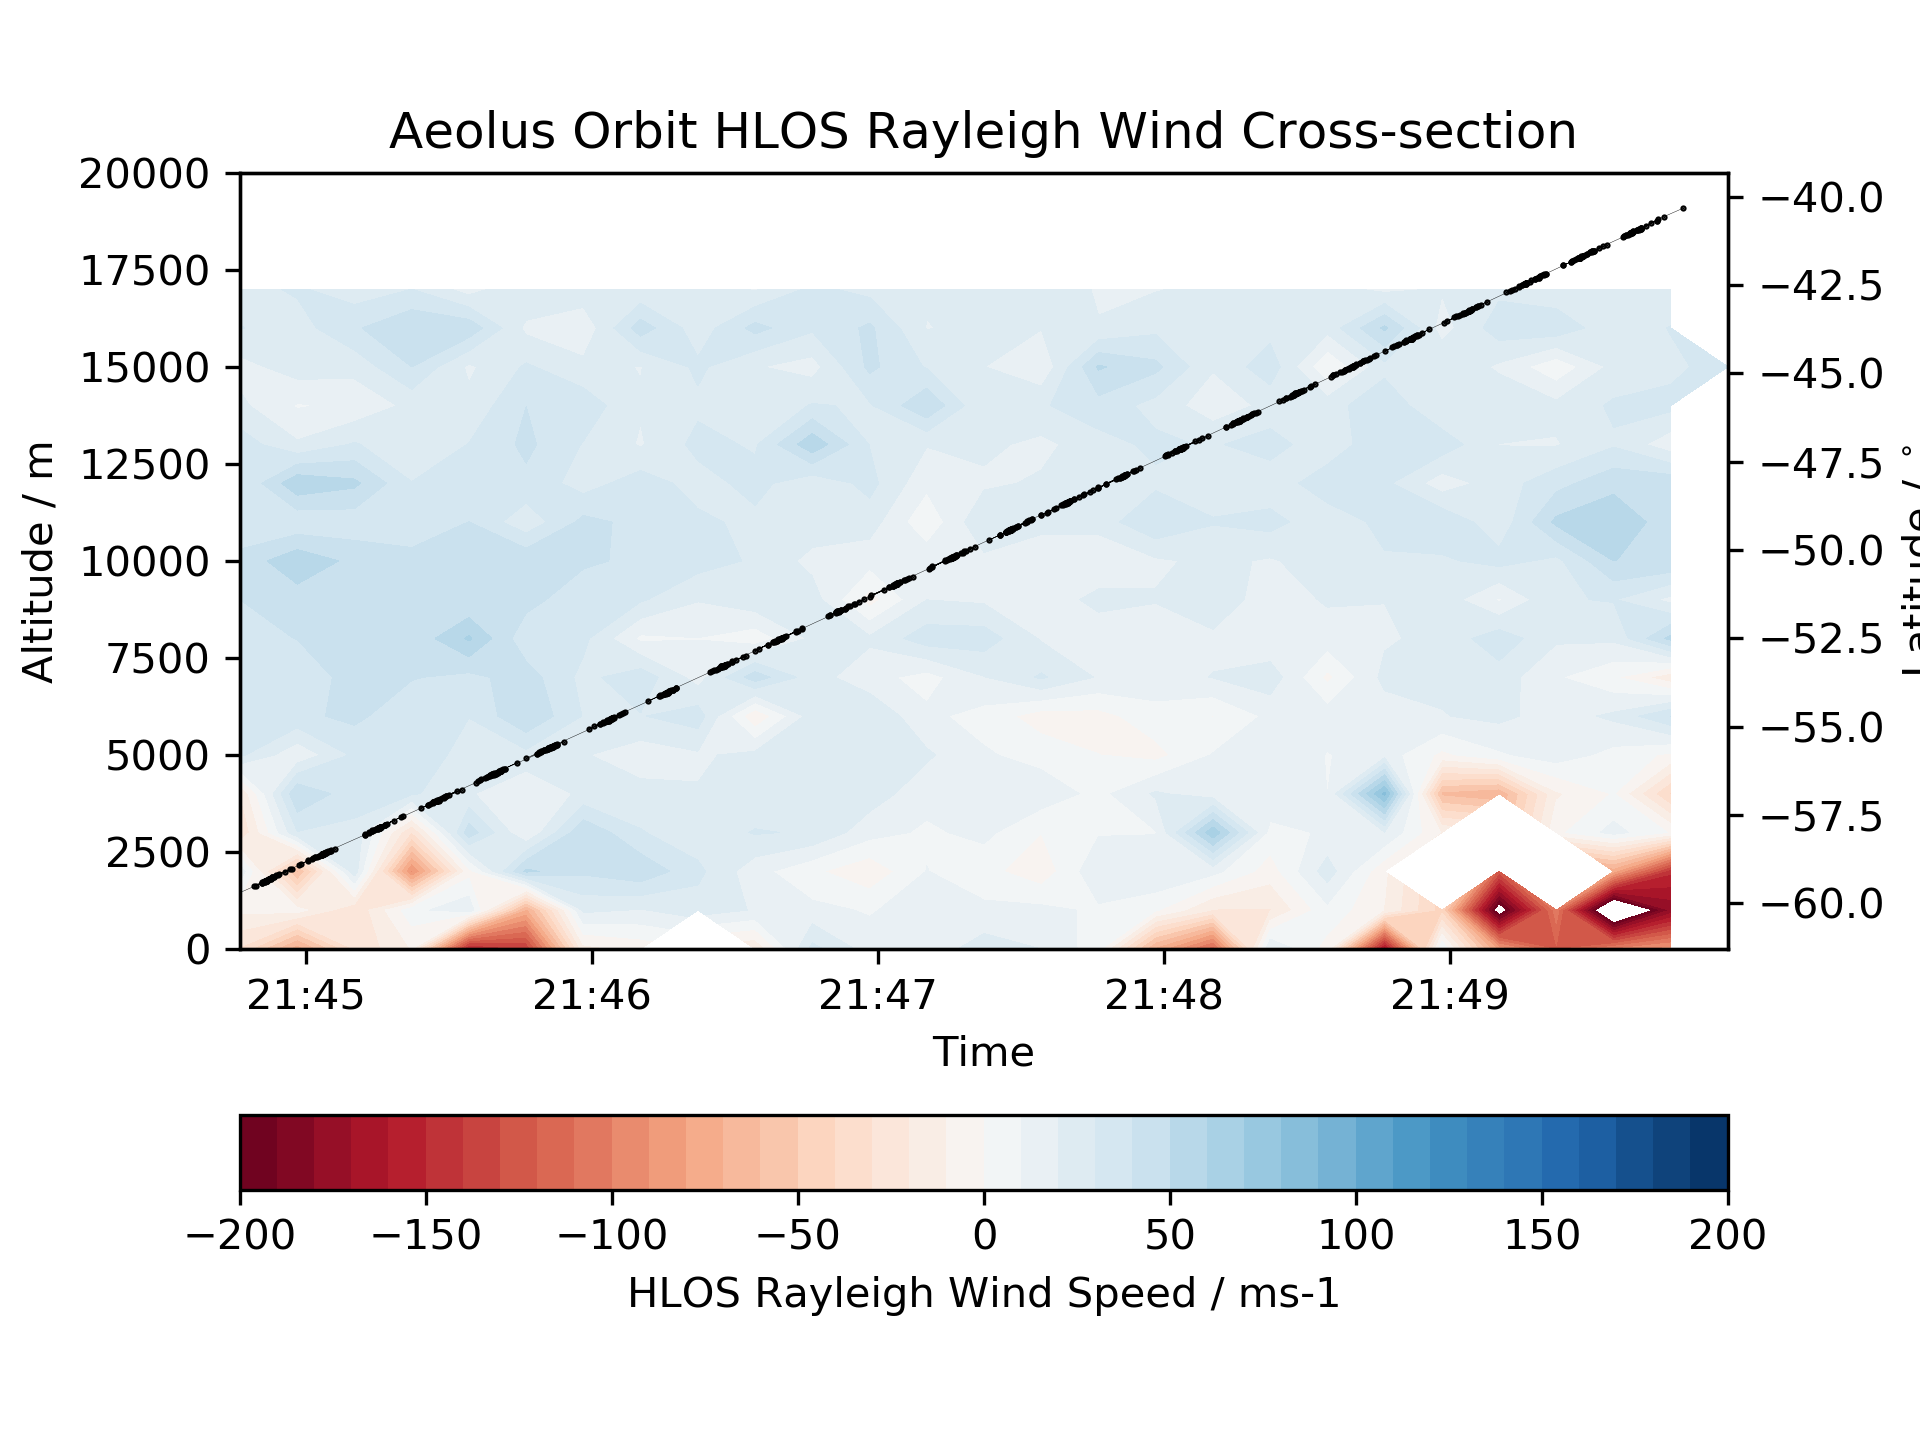 Aeolus Orbit HLOS Rayleigh Wind Cross-section
20000
17500
15000
12500
10000
7500
5000
2500
0
Altitude / m
−40.0
−42.5
−45.0
−47.5
−50.0
−52.5
−55.0
−57.5
−60.0
Latitude / °
21:45 21:46 21:47 21:48 21:49
Time
−200 −150 −100 −50 0 50 100 150 200
HLOS Rayleigh Wind Speed / ms-1